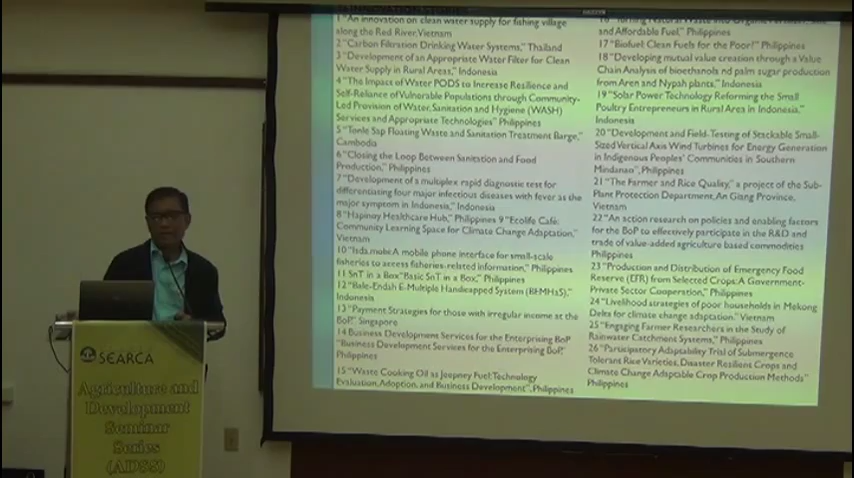 1 "An innovation on clean water supply for fishing village
along the Red River, Vietnam
2 "Carbon Filtration Drinking Water Systems," Thailand
3 "Development of an Appropriate Water Filter for Clean
Water Supply in Rural Areas," Indonesia
4 "The Impact of Water PODS to Increase Resilience and
Self-Reliance of Vulnerable Populations through Community-
Led Provision of Water, Sanitation and Hygiene (WASH)
Services and Appropriate Technologies" Philippines
5 "Tonle Sap Floating Waste and Sanitation Treatment Barge,"
Cambodia
6 "Closing the Loop Between Sanitation and Food
Production," Philippines
7 "Development of a multiplex rapid diagnostic test for
differentiating four major infectious diseases with fever as the
major symptom in Indonesia," Indonesia
8 "Hapinoy Healthcare Hub," Philippines 9 "Ecolife Café:
Community Learning Space for Climate Change Adaptation,"
Vietnam
10 "Isda.mobi: A mobile phone interface for small-scale
fisheries to access fisheries-related information," Philippines
11 SnT in a Box "Basic SnT in a Box," Philippines
12 "Bale-Endah E-Multiple Handicapped System (BEMHaS),"
Indonesia
13 "Payment Strategies for those with irregular income at the
BoP," Singapore
14 Business Development Services for the Enterprising BoP
"Business Development Services for the Enterprising BoP,"
Philippines
15 "Waste Cooking Oil as Jeepney Fuel: Technology
Evaluation, Adoption, and Business Development", Philippines
16 "Turning Natural Waste into Organic Fertilizer
and Affordable Fuel," Philippines
17 "Biofuel: Clean Fuels for the Poor!" Philippines
18 "Developing mutual value creation through a Value
Chain Analysis of bioethanols nd palm sugar production
from Aren and Nypah plants," Indonesia
19 "Solar Power: Technology Reforming the Small
Poultry Entrepreneurs in Rural Area in Indonesia,"
Indonesia
20 "Development and Field-Testing of Stackable Small-
Sized Vertical Axis Wind Turbines for Energy Generation
in Indigenous Peoples' Communities in Southern
Mindanao", Philippines
21 "The Farmer and Rice Quality," a project of the Sub-
Plant Protection Department, An Giang Province,
Vietnam
22 "An action research on policies and enabling factors
for the BoP to effectively participate in the R&D and
trade of value-added agriculture based commodities
Philippines
23 "Production and Distribution of Emergency Food
Reserve (EFR) from Selected Crops: A Government-
Private Sector Cooperation," Philippines
24 "Livelihood strategies of poor households in Mekong
Delta for climate change adaptation." Vietnam
25 "Engaging Farmer Researchers in the Study of
Rainwater Catchment Systems," Philippines
26 "Participatory Adaptability Trial of Submergence
Tolerant Rice Varieties, Disaster Resilient Crops and
Climate Change Adaptable Crop Production Methods"
Philippines
SEARCA
Agriculture and
Development
Seminar
Series
(ADSS)